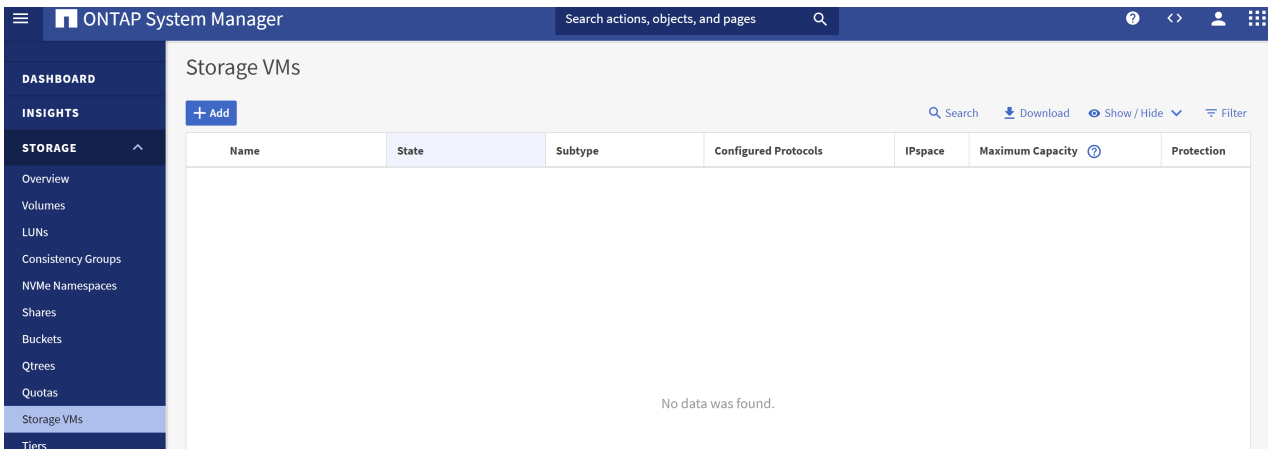 ONTAP System Manager
Search actions, objects, and pages
DASHBOARD
INSIGHTS
STORAGE
Overview
Volumes
LUNs
Consistency Groups
NVMe Namespaces
Shares
Buckets
Qtrees
Quotas
Storage VMs
Tiers
Storage VMs
+ Add
Search Download Show / Hide Filter
Name State Subtype Configured Protocols IPspace Maximum Capacity ? Protection
No data was found.